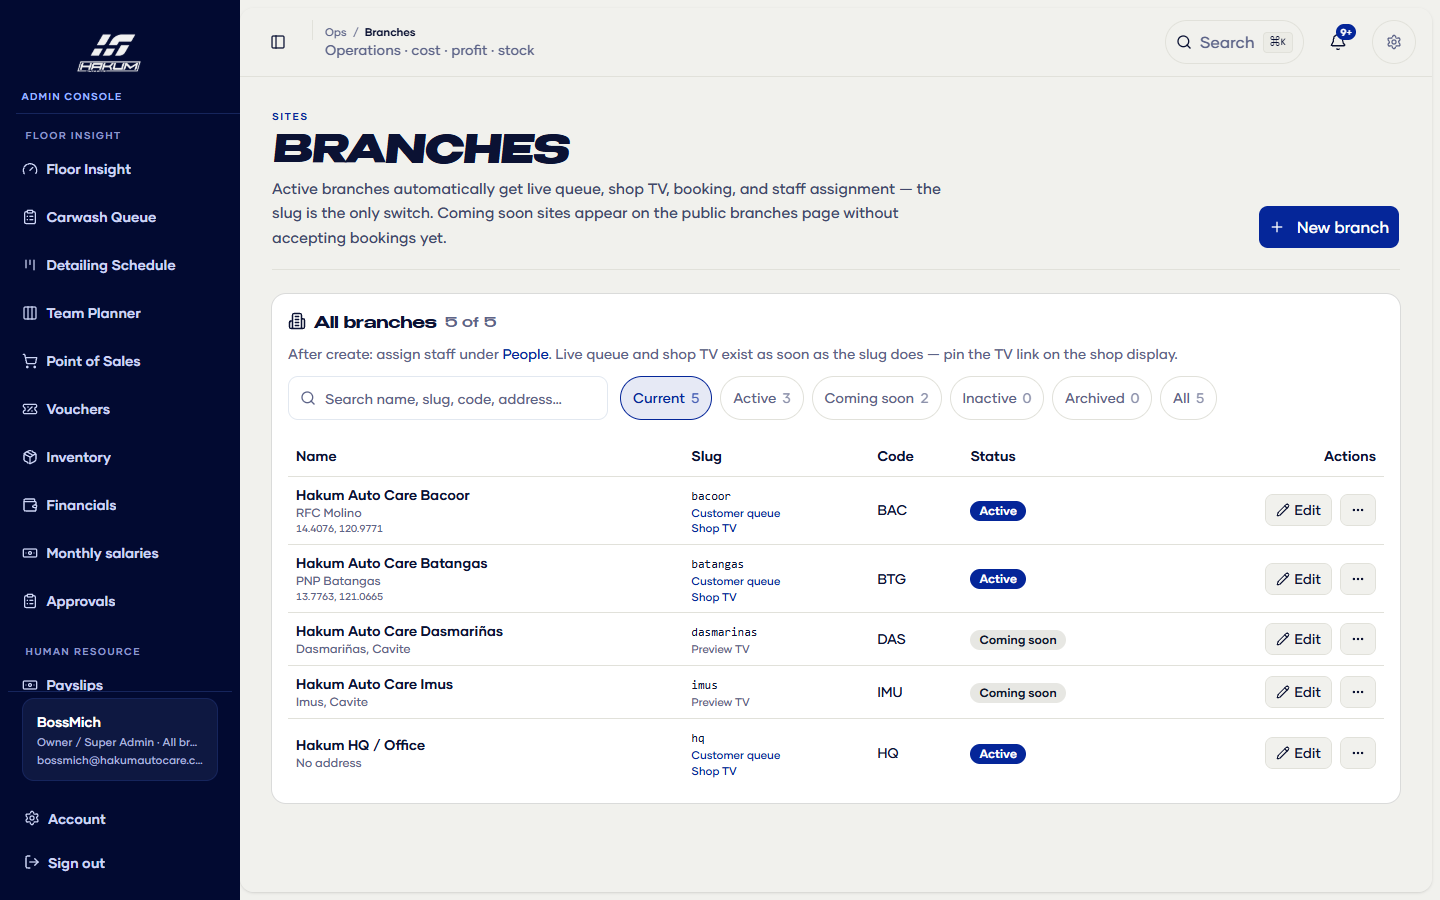 HAKUM
ADMIN CONSOLE
FLOOR INSIGHT
Floor Insight
Carwash Queue
Detailing Schedule
Team Planner
Point of Sales
Vouchers
Inventory
Financials
Monthly salaries
Approvals
HUMAN RESOURCE
Payslips
BossMich
Owner / Super Admin · All br...
bossmich@hakumautocare.c...
Account
Sign out
Ops / Branches
Operations · cost · profit · stock
Search ⌘K
9+
SITES
BRANCHES
Active branches automatically get live queue, shop TV, booking, and staff assignment — the
slug is the only switch. Coming soon sites appear on the public branches page without
accepting bookings yet.
+ New branch
All branches 5 of 5
After create: assign staff under People. Live queue and shop TV exist as soon as the slug does — pin the TV link on the shop display.
Search name, slug, code, address...
Current 5
Active 3
Coming soon 2
Inactive 0
Archived 0
All 5
Name Slug Code Status Actions
Hakum Auto Care Bacoor
RFC Molino
14.4076, 120.9771
bacoor
Customer queue
Shop TV
BAC
Active
Edit
Hakum Auto Care Batangas
PNP Batangas
13.7763, 121.0665
batangas
Customer queue
Shop TV
BTG
Active
Edit
Hakum Auto Care Dasmariñas
Dasmariñas, Cavite
dasmarinas
Preview TV
DAS
Coming soon
Edit
Hakum Auto Care Imus
Imus, Cavite
imus
Preview TV
IMU
Coming soon
Edit
Hakum HQ / Office
No address
hq
Customer queue
Shop TV
HQ
Active
Edit